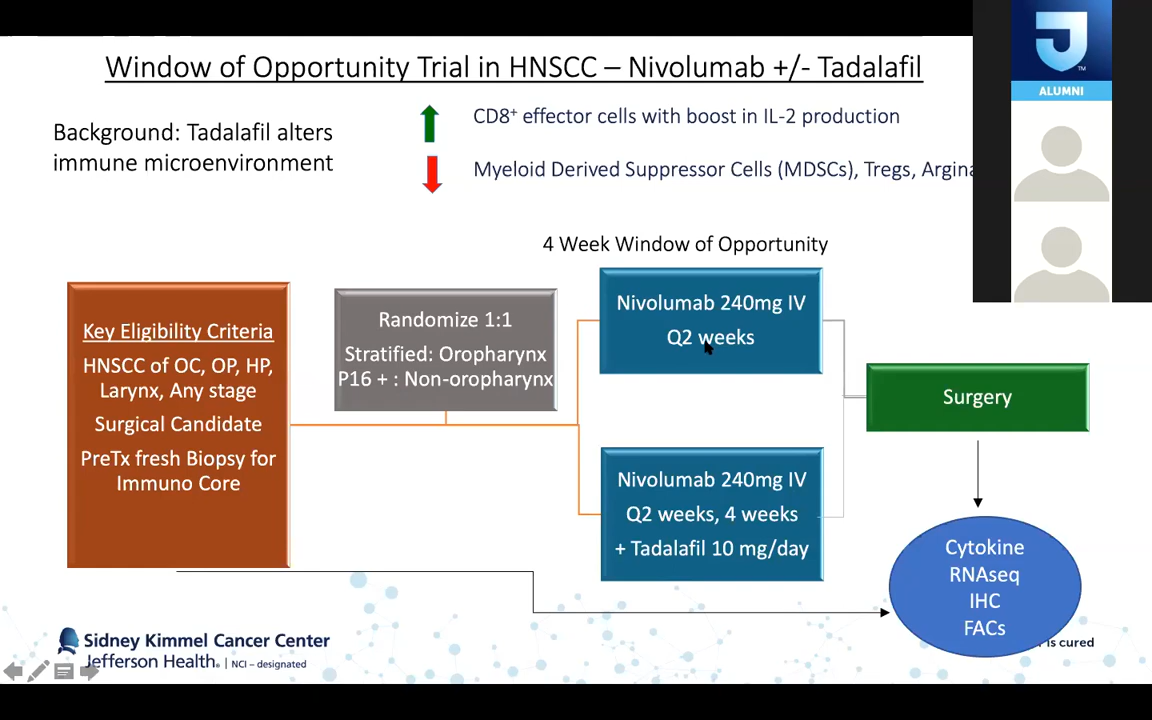 Window of Opportunity Trial in HNSCC – Nivolumab +/- Tadalafil
ALUMNI
TM
Background: Tadalafil alters
immune microenvironment
CD8+ effector cells with boost in IL-2 production
Myeloid Derived Suppressor Cells (MDSCs), Tregs,
4 Week Window of Opportunity
Key Eligibility Criteria
HNSCC of OC, OP, HP,
Larynx, Any stage
Surgical Candidate
PreTx fresh Biopsy for
Immuno Core
Randomize 1:1
Stratified: Oropharynx
P16 + : Non-oropharynx
Nivolumab 240mg IV
Q2 weeks
Nivolumab 240mg IV
Q2 weeks, 4 weeks
+ Tadalafil 10 mg/day
Surgery
Cytokine
RNAseq
IHC
FACs
Sidney Kimmel Cancer Center
Jefferson Health. | NCI – designated
is cured